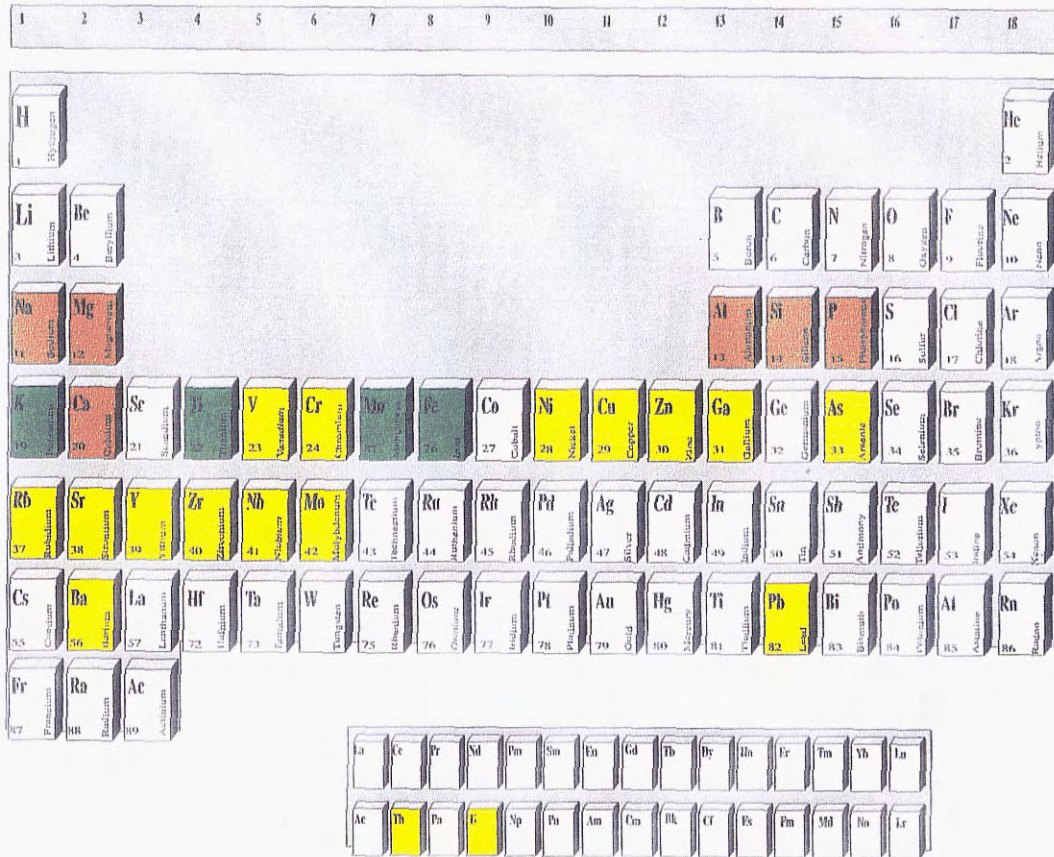 1 2 3 4 5 6 7 8 9 10 11 12 13 14 15 16 17 18
H He
Hydrogen Helium
1 12
Li Be B C N O F Ne
Lithium Beryllium Boron Carbon Nitrogen Oxygen Fluorine Neon
3 4 5 6 7 8 9 10
Na Mg Al Si P S Cl Ar
Sodium Magnesium Aluminum Silicon Phosphorus Sulfur Chlorine Argon
11 12 13 14 15 16 17 18
K Ca Sc Ti V Cr Mn Fe Co Ni Cu Zn Ga Ge As Se Br Kr
Potassium Calcium Scandium Titanium Vanadium Chromium Manganese Iron Cobalt Nickel Copper Zinc Gallium Germanium Arsenic Selenium Bromine
19 20 21 23 24 26 27 28 29 30 31 32 33 34 35 36
Rb Sr Y Zr Nb Mo Tc Ru Rh Pd Ag Cd In Sn Sb Te I Xe
Rubidium Strontium Yttrium Zirconium Niobium Molybdenum Technetium Ruthenium Rhodium Palladium Silver Cadmium Indium Tin Antimony Tellurium Iodine Xenon
37 38 39 40 41 42 43 44 45 46 47 48 49 50 51 52 53 54
Cs Ba La Hf Ta W Re Os Ir Pt Au Hg Ti Pb Bi Po At Rn
Barium Lanthanum Hafnium Tantalum Tungsten Rhenium Osmium Iridium Platinum Gold Mercury Thallium Lead Bismuth Polonium Astatine Radon
55 56 57 72 73 75 76 77 78 79 80 81 82 83 84 85 86
Fr Ra Ac
Francium Radium Actinium
87 88 89
La Ce Pr Nd Pm Sm Gd Tb Dy Ho Er Tm Yb Lu
Ac Th Pa U Np Pu Am Cm Bk Cf Es Fm Md No Lr